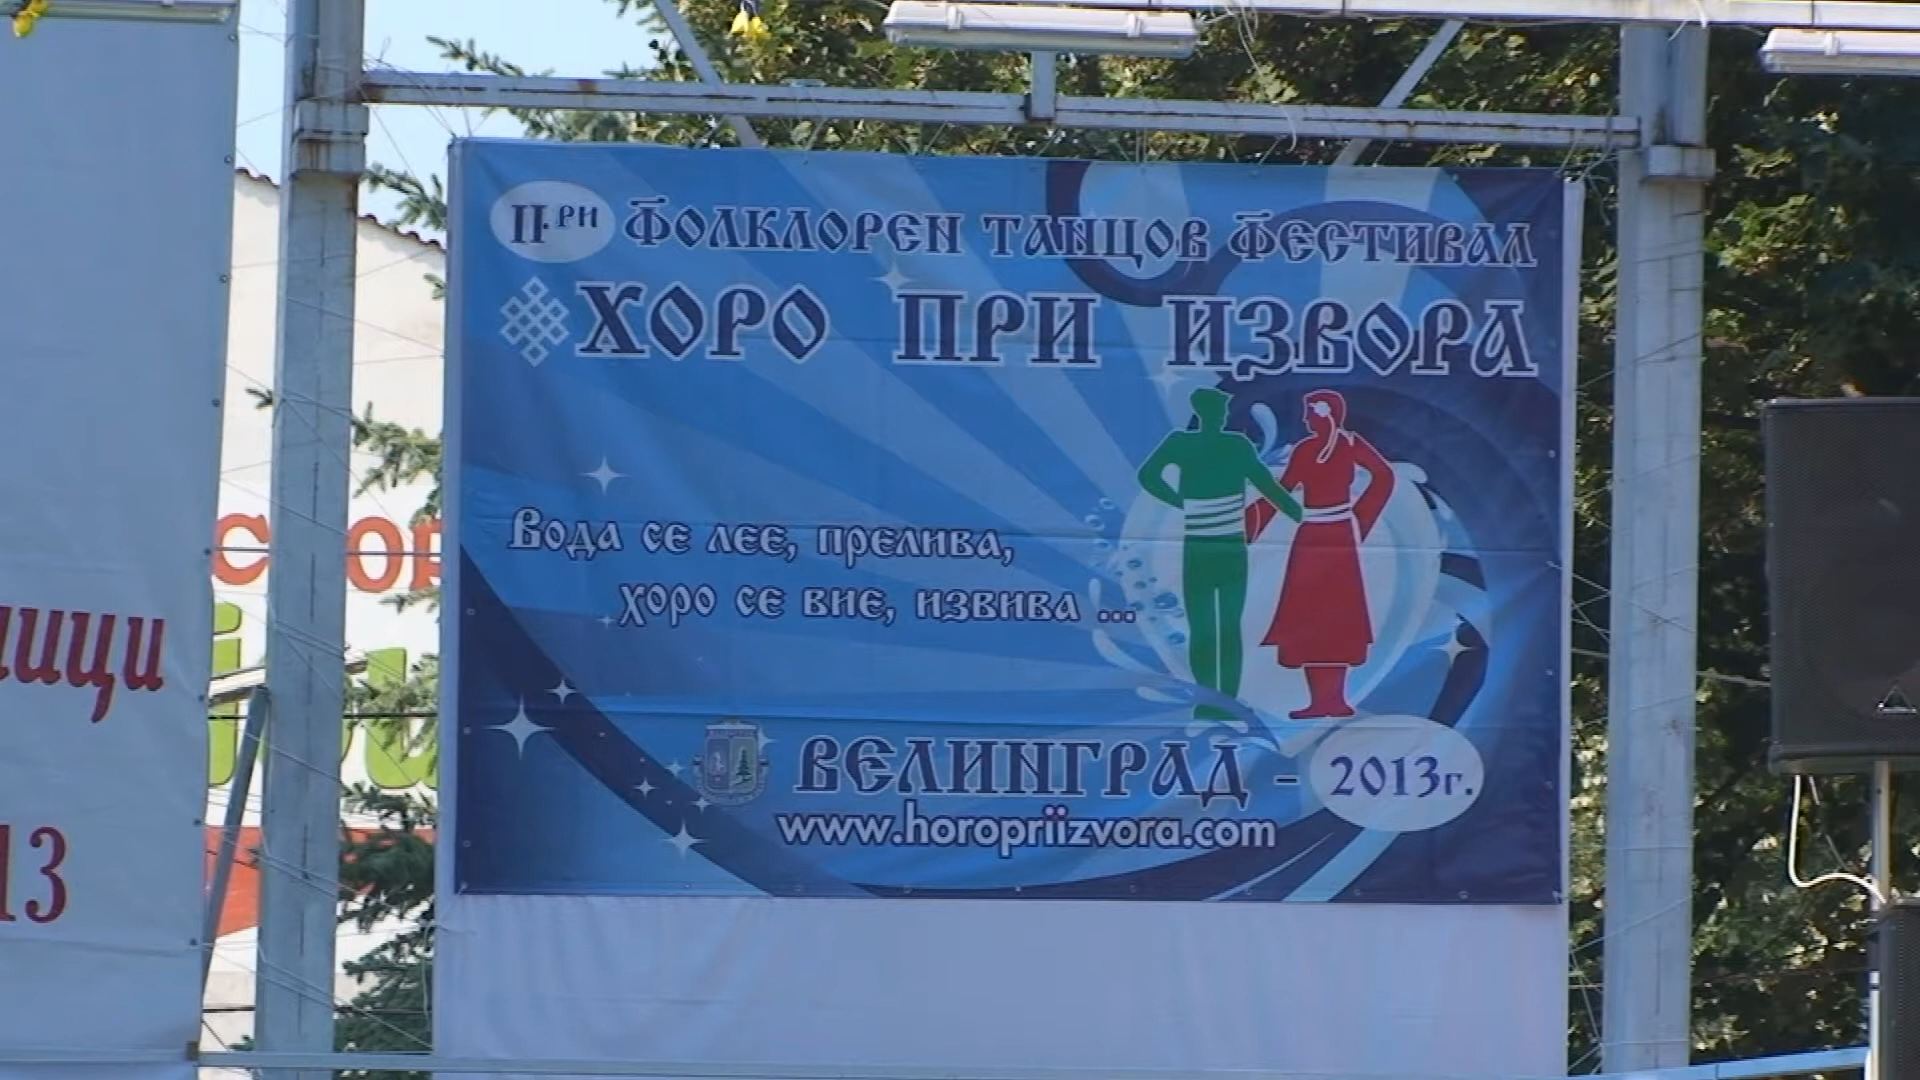 II.РИ ФОЛКЛОРЕН ТАНЦОВ ФЕСТИВАЛ
ХОРО ПРИ ИЗВОРА
Вода се лее, прелива,
хоро се вие, извива ...
ВЕЛИНГРАД - 2013г.
www.horopriizvora.com
13